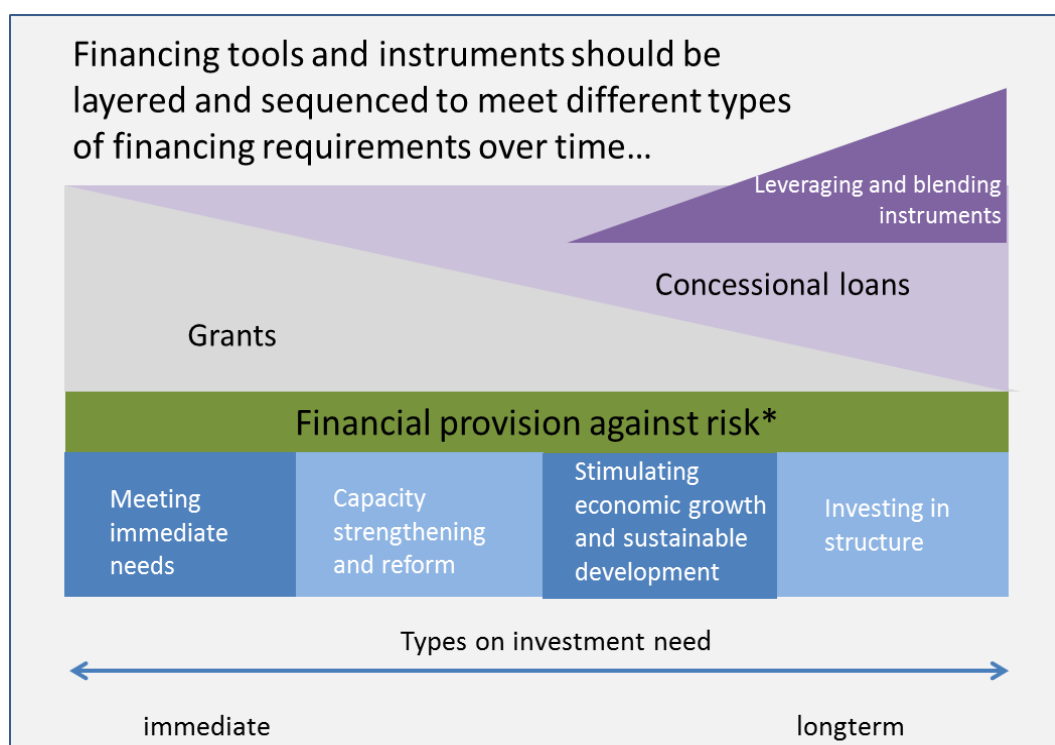 Financing tools and instruments should be
layered and sequenced to meet different types
of financing requirements over time…
Leveraging and blending
instruments
Concessional loans
Grants
Financial provision against risk*
Meeting
immediate
needs
Capacity
strengthening
and reform
Stimulating
economic growth
and sustainable
development
Investing in
structure
Types on investment need
immediate
longterm